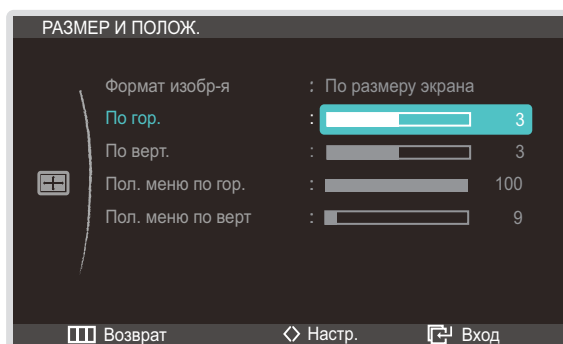 РАЗМЕР И ПОЛОЖ.
Формат изобр-я : По размеру экрана
По гор. : 3
По верт. : 3
Пол. меню по гор. : 100
Пол. меню по верт : 9
Возврат Настр. Вход